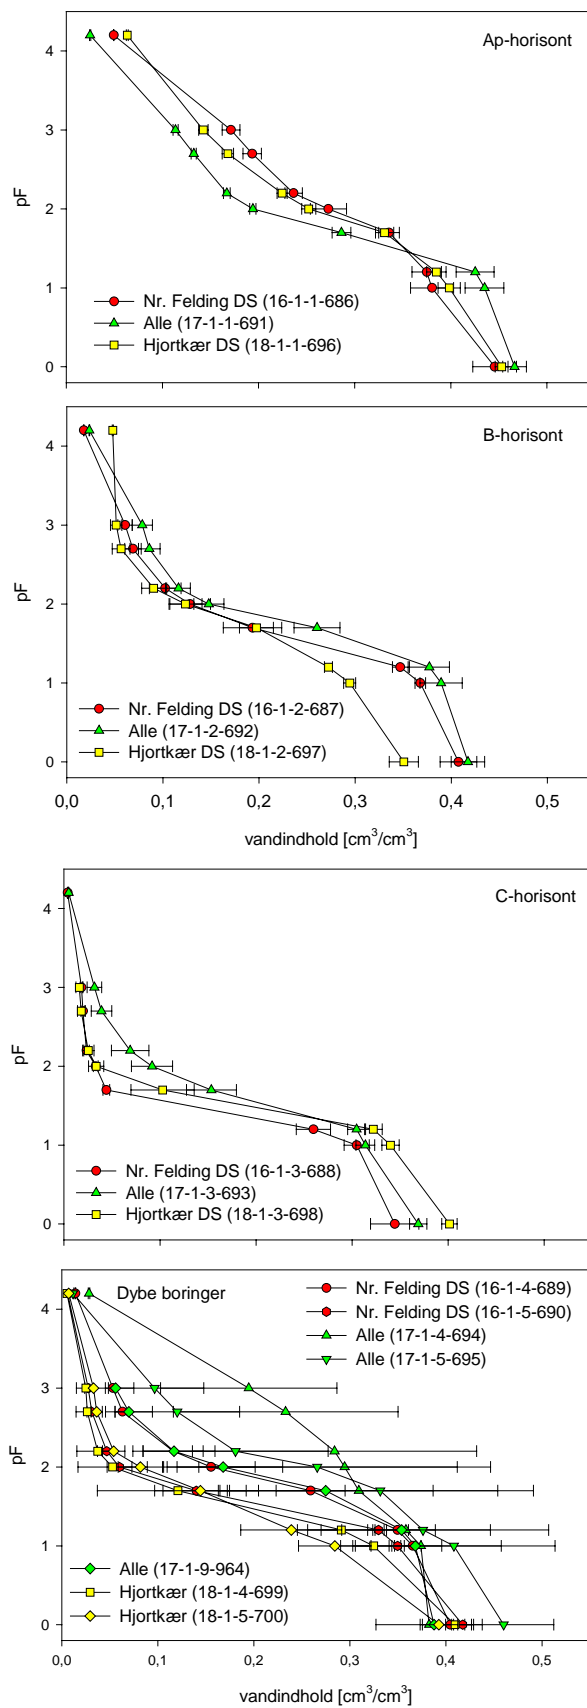 Ap-horisont
4
3
pF
2
1
0
Nr. Felding DS (16-1-1-686)
Alle (17-1-1-691)
Hjortkær DS (18-1-1-696)
B-horisont
4
3
pF
2
1
0
Nr. Felding DS (16-1-2-687)
Alle (17-1-2-692)
Hjortkær DS (18-1-2-697)
0,0 0,1 0,2 0,3 0,4 0,5
vandindhold [cm³/cm³]
C-horisont
4
3
pF
2
1
0
Nr. Felding DS (16-1-3-688)
Alle (17-1-3-693)
Hjortkær DS (18-1-3-698)
Dybe boringer
Nr. Felding DS (16-1-4-689)
Nr. Felding DS (16-1-5-690)
Alle (17-1-4-694)
Alle (17-1-5-695)
4
3
pF
2
1
0
Alle (17-1-9-964)
Hjortkær (18-1-4-699)
Hjortkær (18-1-5-700)
0,0 0,1 0,2 0,3 0,4 0,5
vandindhold [cm³/cm³]